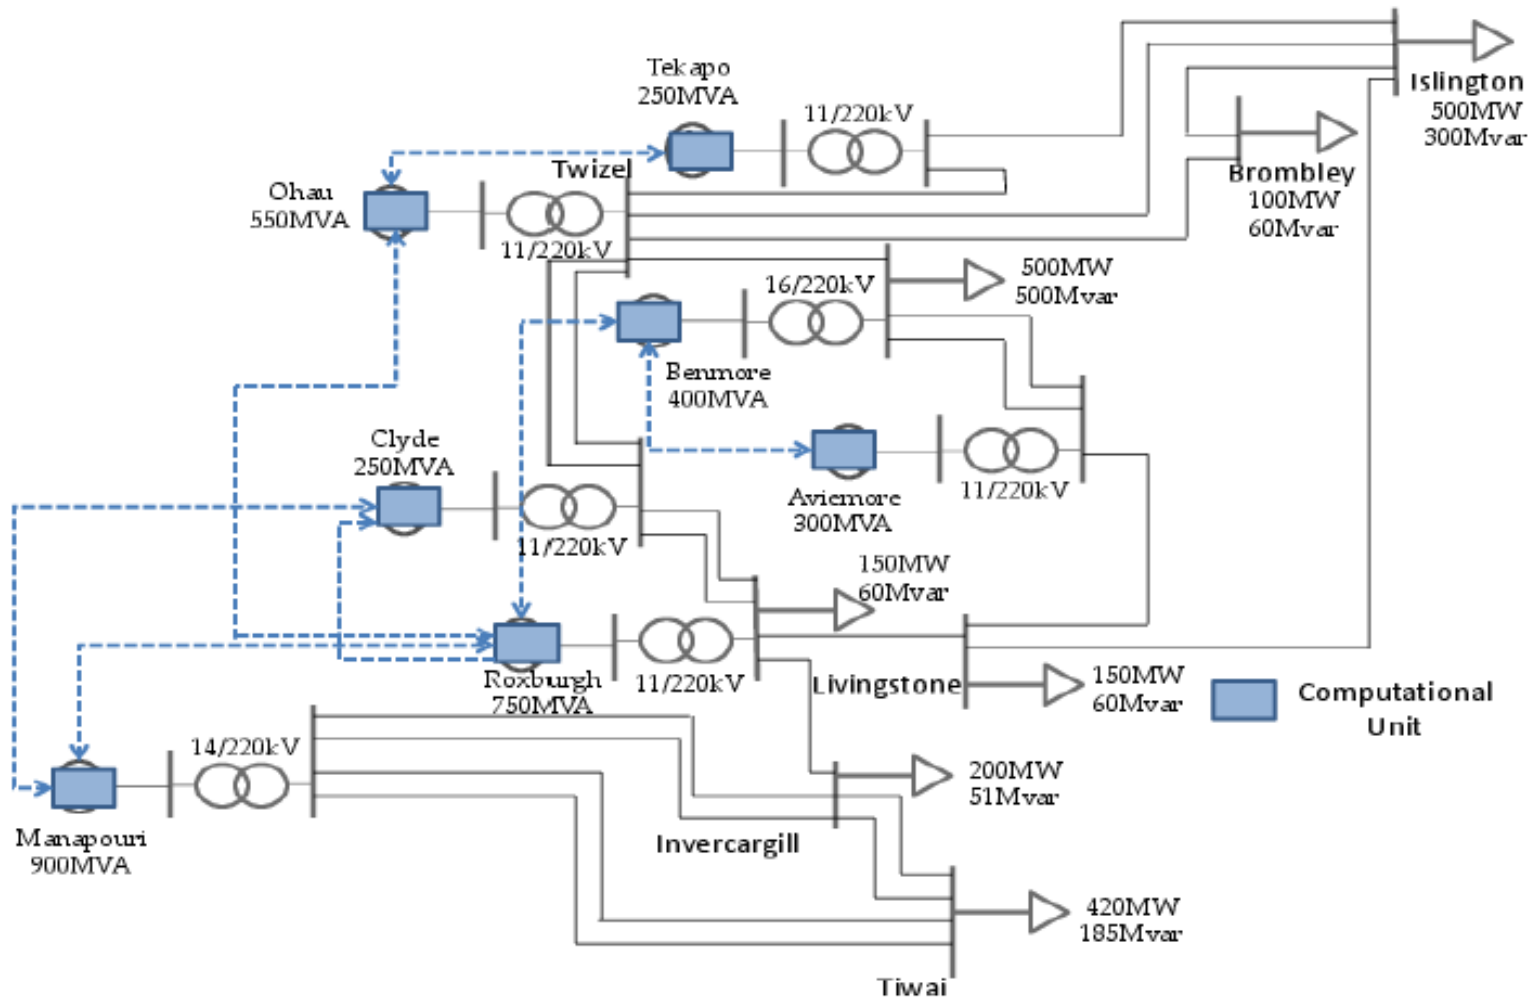 Tekapo
250MVA
11/220kV
Islington
500MW
300Mvar
Twizel
Brombley
100MW
60Mvar
Ohau
550MVA
11/220kV
500MW
500Mvar
16/220kV
Benmore
400MVA
Clyde
250MVA
11/220kV
Aviemore
300MVA
11/220kV
150MW
60Mvar
Roxburgh
750MVA
11/220kV
Livingstone
150MW
60Mvar
Computational
Unit
14/220kV
Manapouri
900MVA
200MW
51Mvar
Invercargill
420MW
185Mvar
Tiwai